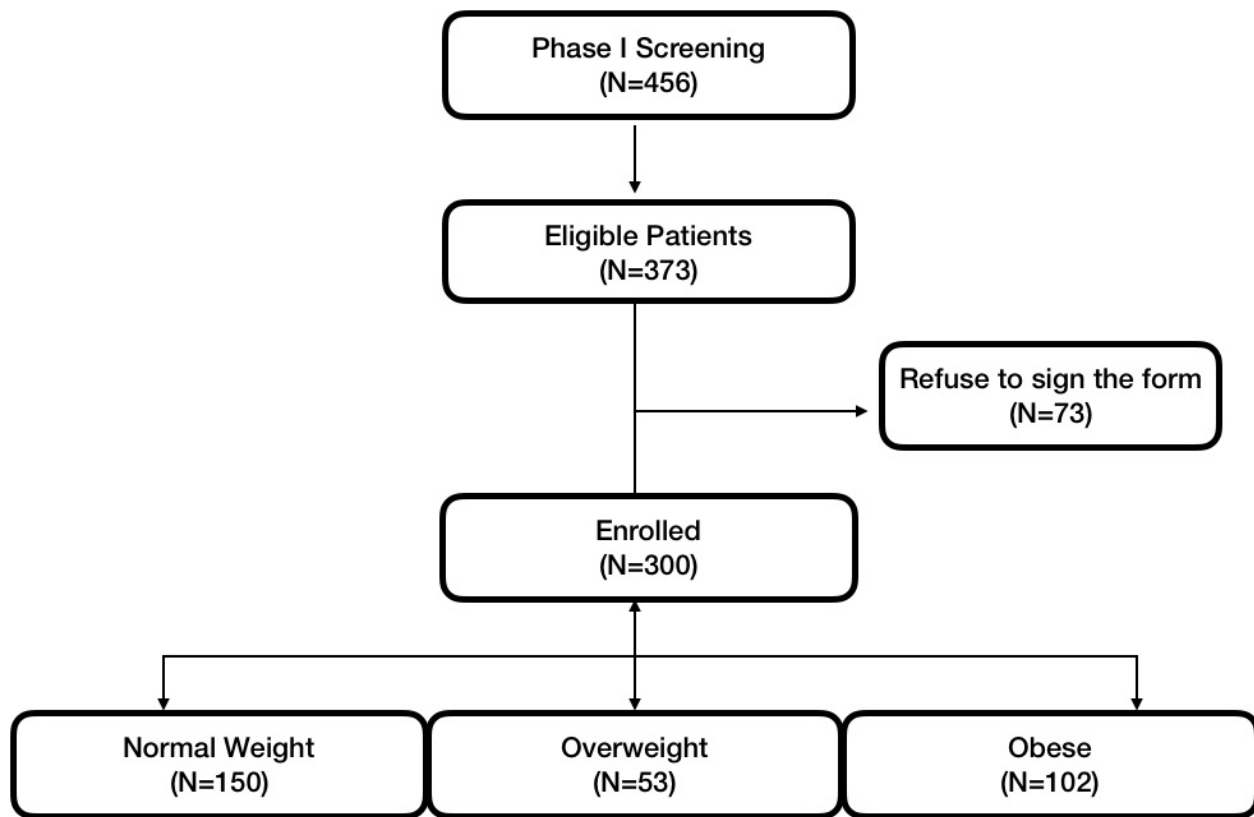 Phase I Screening
(N=456)
Eligible Patients
(N=373)
Refuse to sign the form
(N=73)
Enrolled
(N=300)
Normal Weight
(N=150)
Overweight
(N=53)
Obese
(N=102)